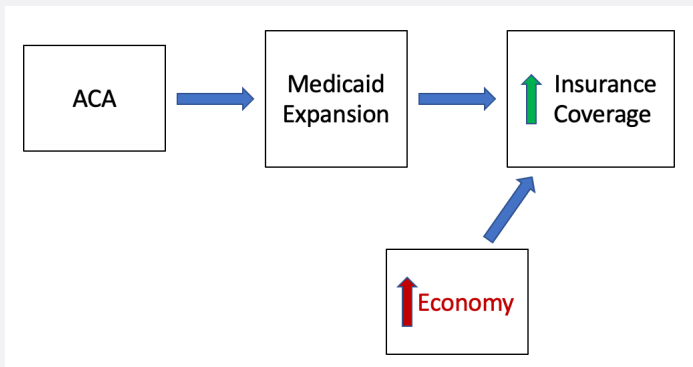 ACA
Medicaid
Expansion
Insurance
Coverage
Economy